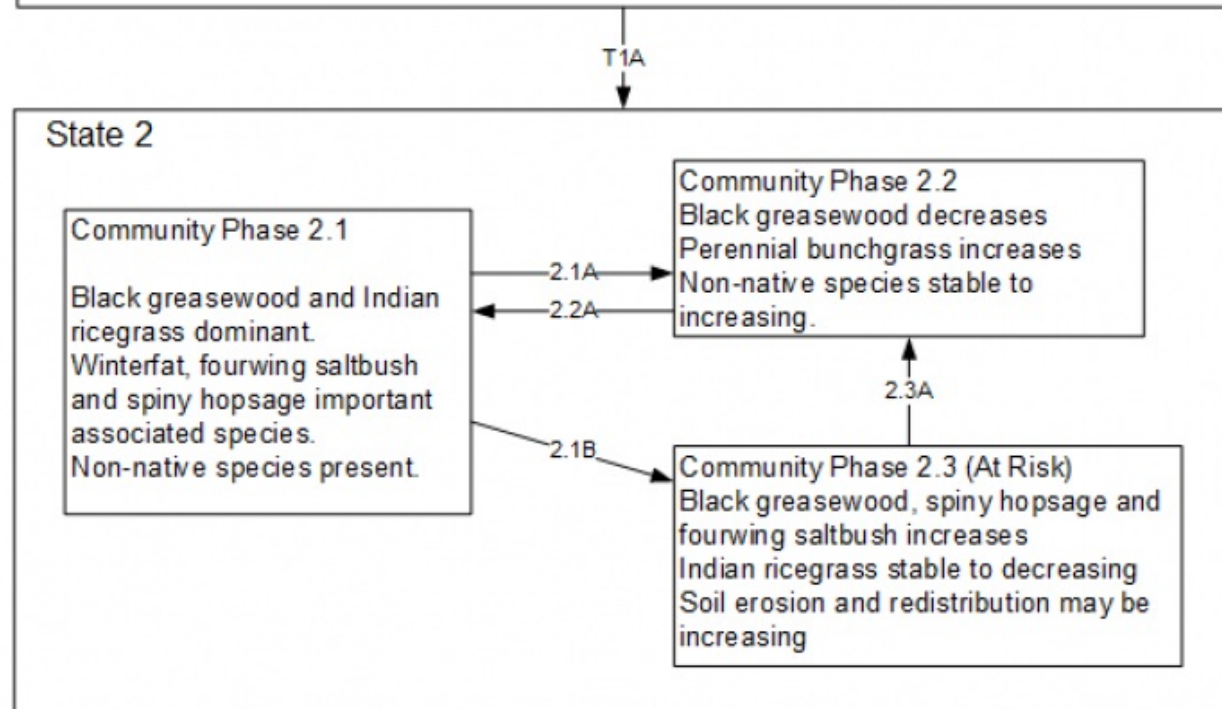 T1A
State 2
Community Phase 2.1
Black greasewood and Indian
ricegrass dominant.
Winterfat, fourwing saltbush
and spiny hopsage important
associated species.
Non-native species present.
2.1A
2.2A
2.1B
Community Phase 2.2
Black greasewood decreases
Perennial bunchgrass increases
Non-native species stable to
increasing.
2.3A
Community Phase 2.3 (At Risk)
Black greasewood, spiny hopsage and
fourwing saltbush increases
Indian ricegrass stable to decreasing
Soil erosion and redistribution may be
increasing